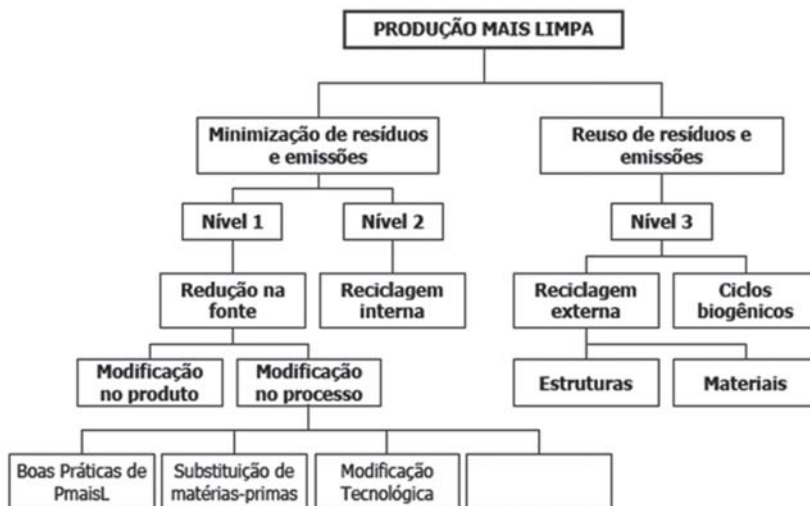 PRODUÇÃO MAIS LIMPA
Minimização de resíduos
e emissões
Reuso de resíduos e
emissões
Nível 1
Nível 2
Nível 3
Redução na
fonte
Reciclagem
interna
Reciclagem
externa
Ciclos
biogênicos
Modificação
no produto
Modificação
no processo
Estruturas
Materiais
Boas Práticas de
PmaisL
Substituição de
matérias-primas
Modificação
Tecnológica